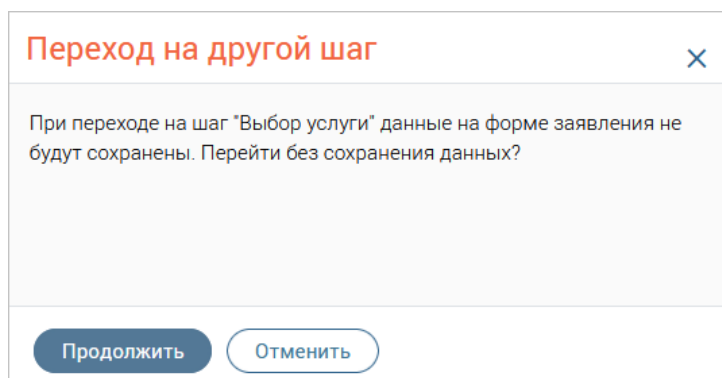 Переход на другой шаг
При переходе на шаг "Выбор услуги" данные на форме заявления не
будут сохранены. Перейти без сохранения данных?
Продолжить
Отменить